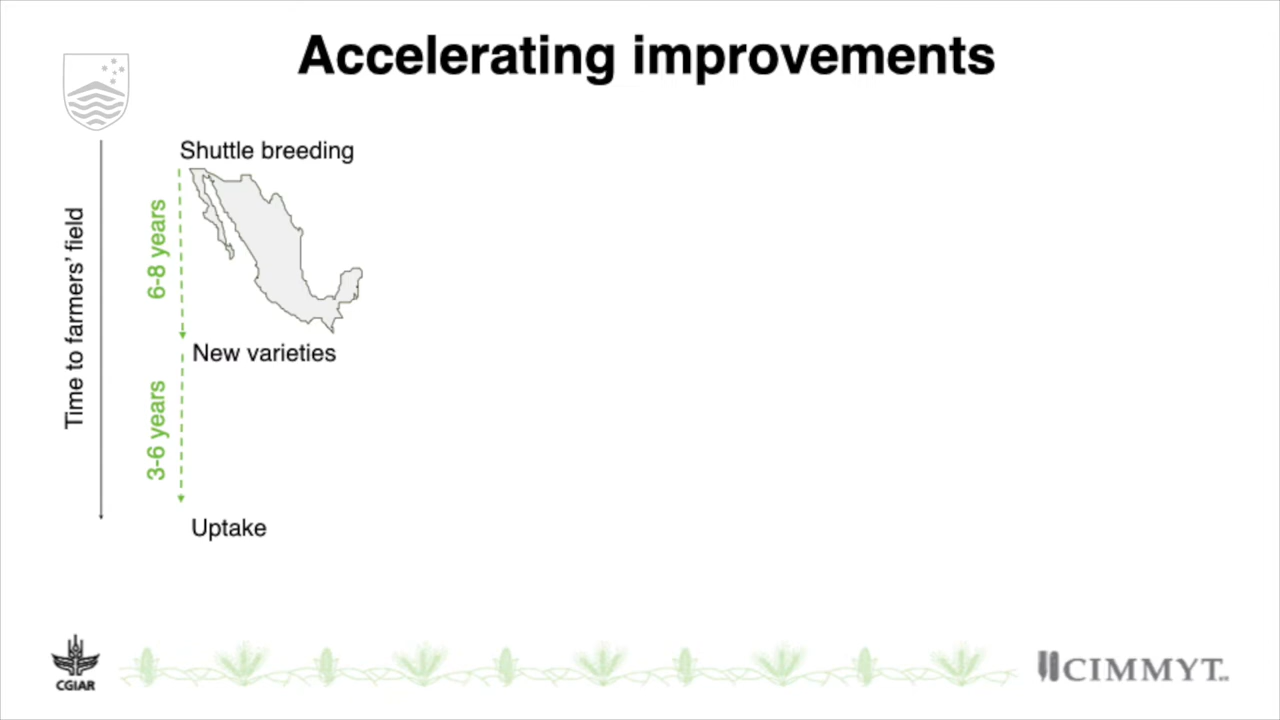 Accelerating improvements
Shuttle breeding
Time to farmers' field
6-8 years
New varieties
3-6 years
Uptake
CGIAR
CIMMYT